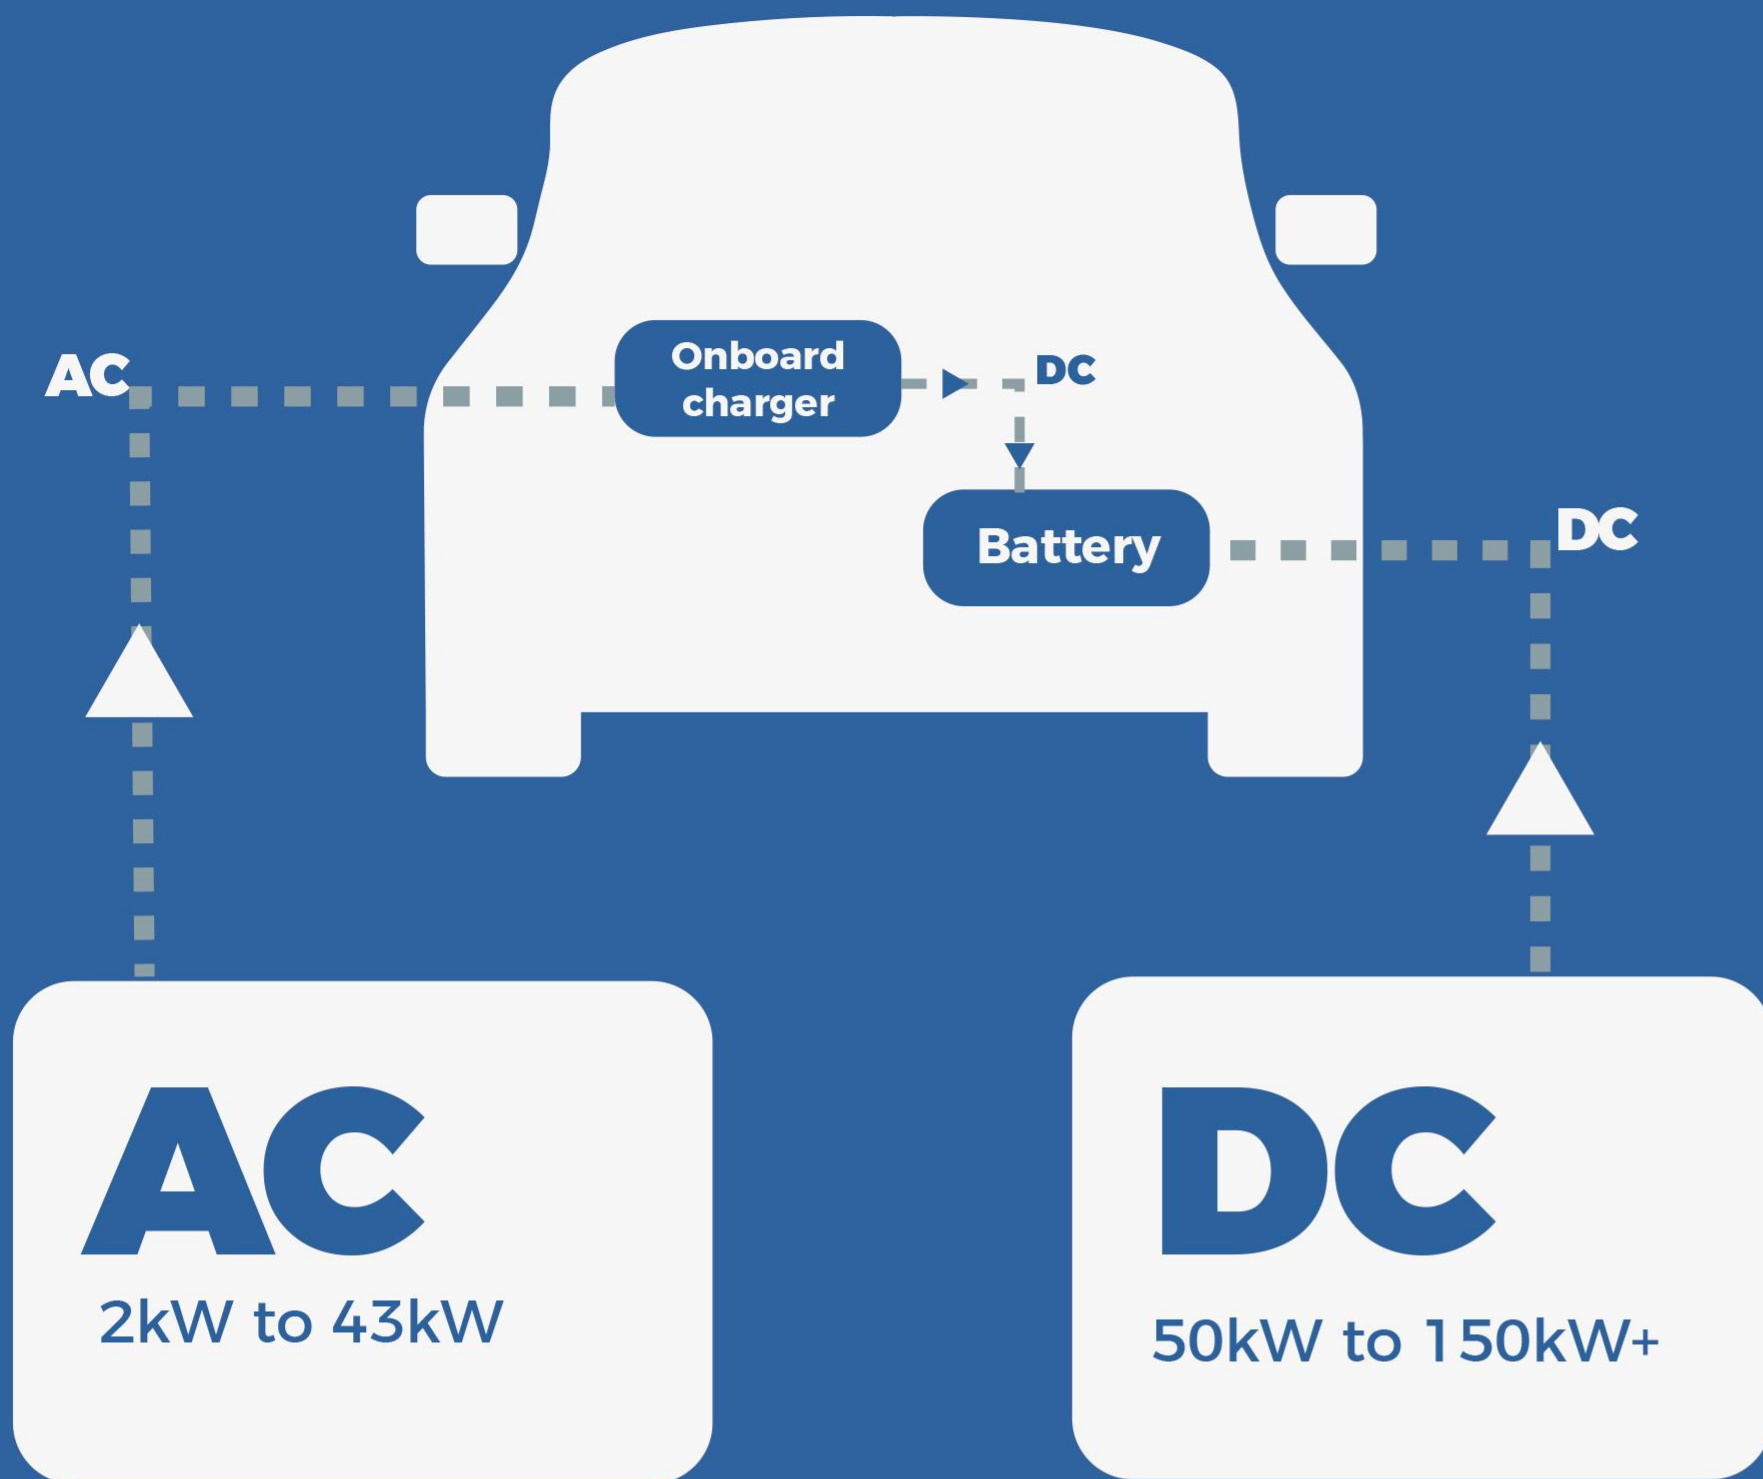 Onboard
charger
AC
DC
Battery
DC
AC
2kW to 43kW
DC
50kW to 150kW+